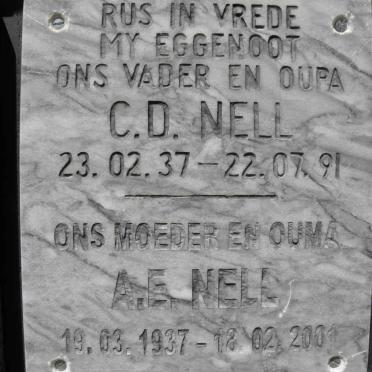 RUS IN VREDE
MY EGGENOOT
ONS VADER EN OUPA
C.D. NELL
23.02.37 – 22.07.91
ONS MOEDER EN OUMA
A.E. NELL
19.03.1937 - 18.02.2001